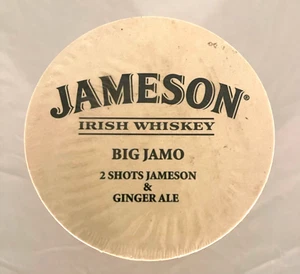 JAMESON®
IRISH WHISKEY
BIG JAMO
2 SHOTS JAMESON
&
GINGER ALE